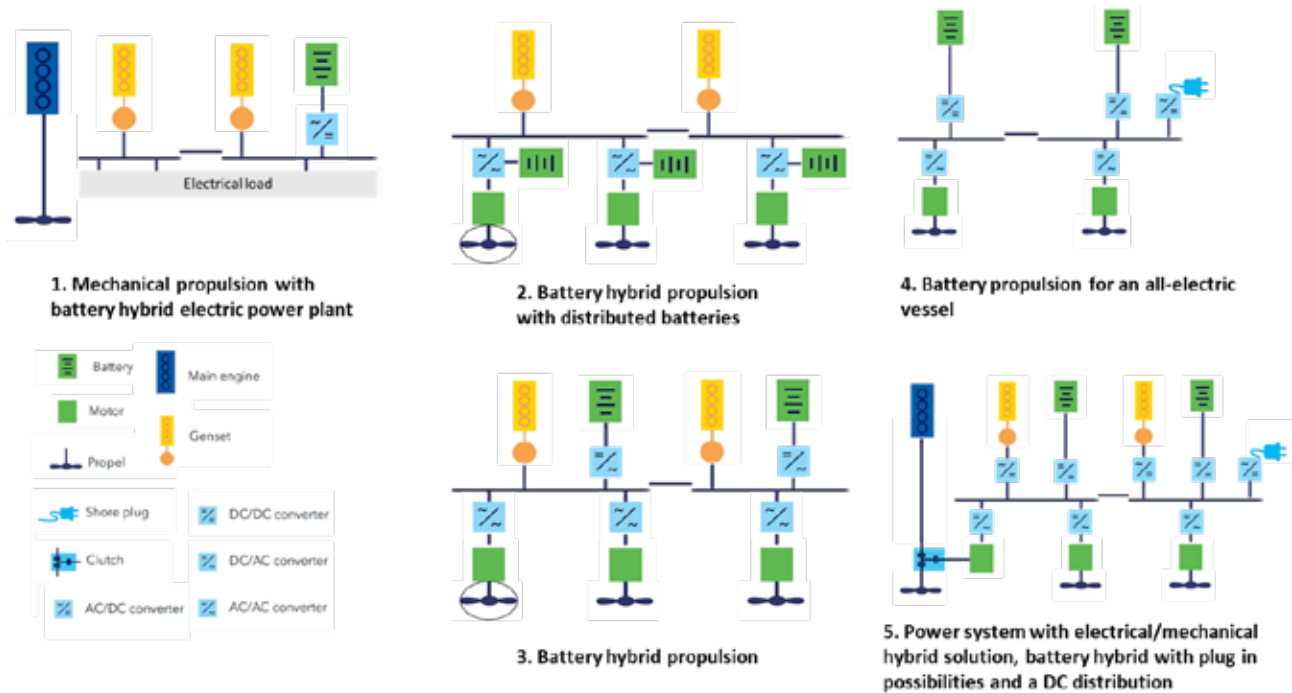 Electrical load
1. Mechanical propulsion with
battery hybrid electric power plant
2. Battery hybrid propulsion
with distributed batteries
4. Battery propulsion for an all-electric
vessel
Battery
Main engine
Motor
Genset
Propel
Shore plug
DC/DC converter
Clutch
DC/AC converter
AC/DC converter
AC/AC converter
3. Battery hybrid propulsion
5. Power system with electrical/mechanical
hybrid solution, battery hybrid with plug in
possibilities and a DC distribution